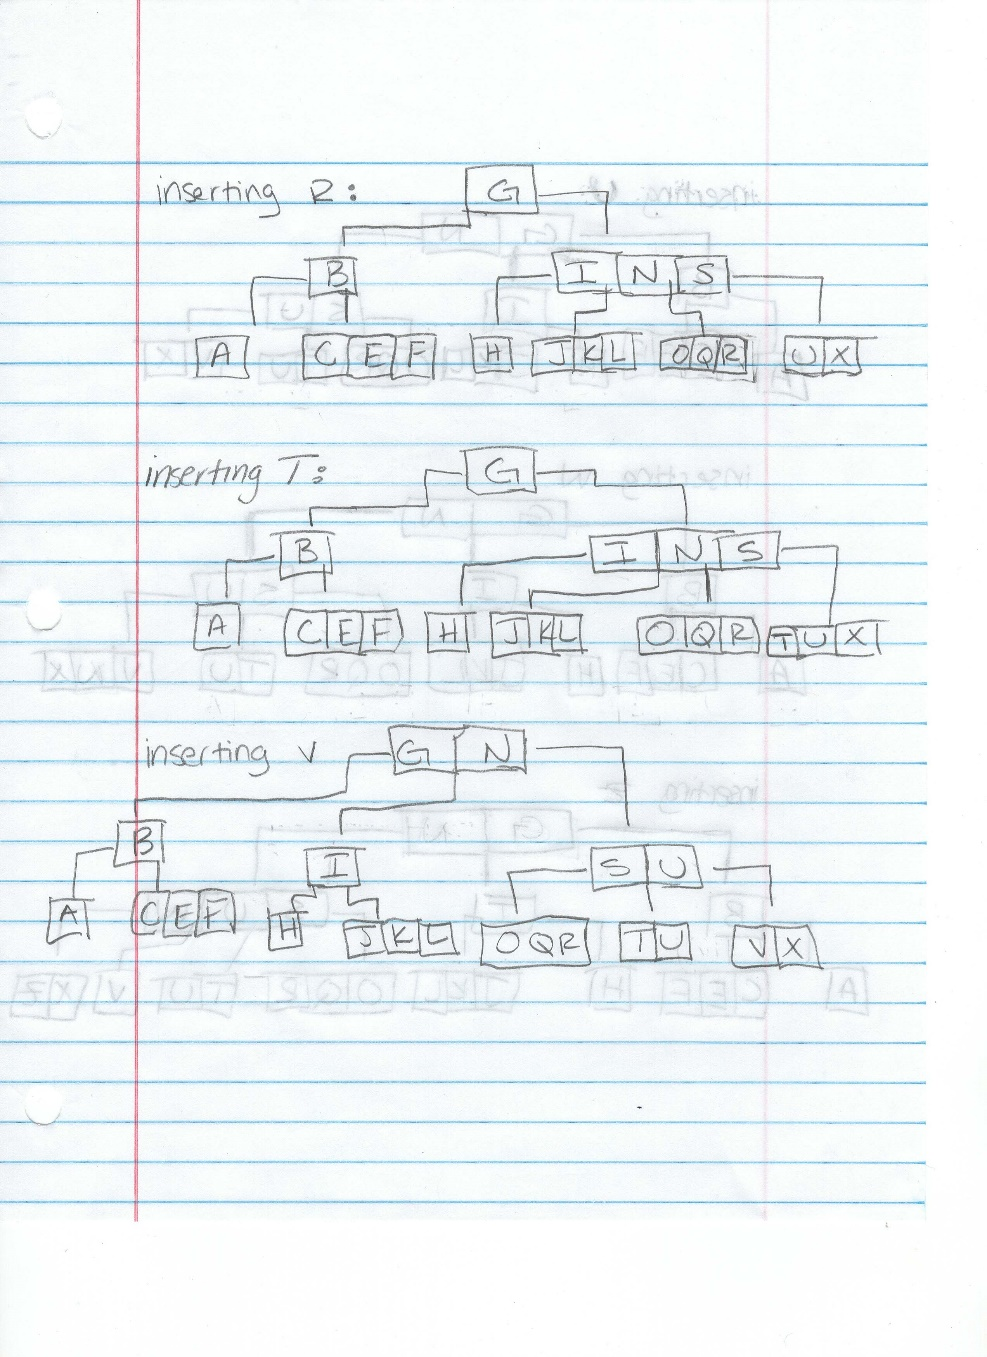 inserting R:
G
B
I N S
A
C E F
H
J K L
O Q R
U X
inserting T:
G
B
I N S
A
C E F
H
J K L
O Q R
T U X
inserting V
G N
B
I
S U
A
C E F
H
J K L
O Q R
T U
V X